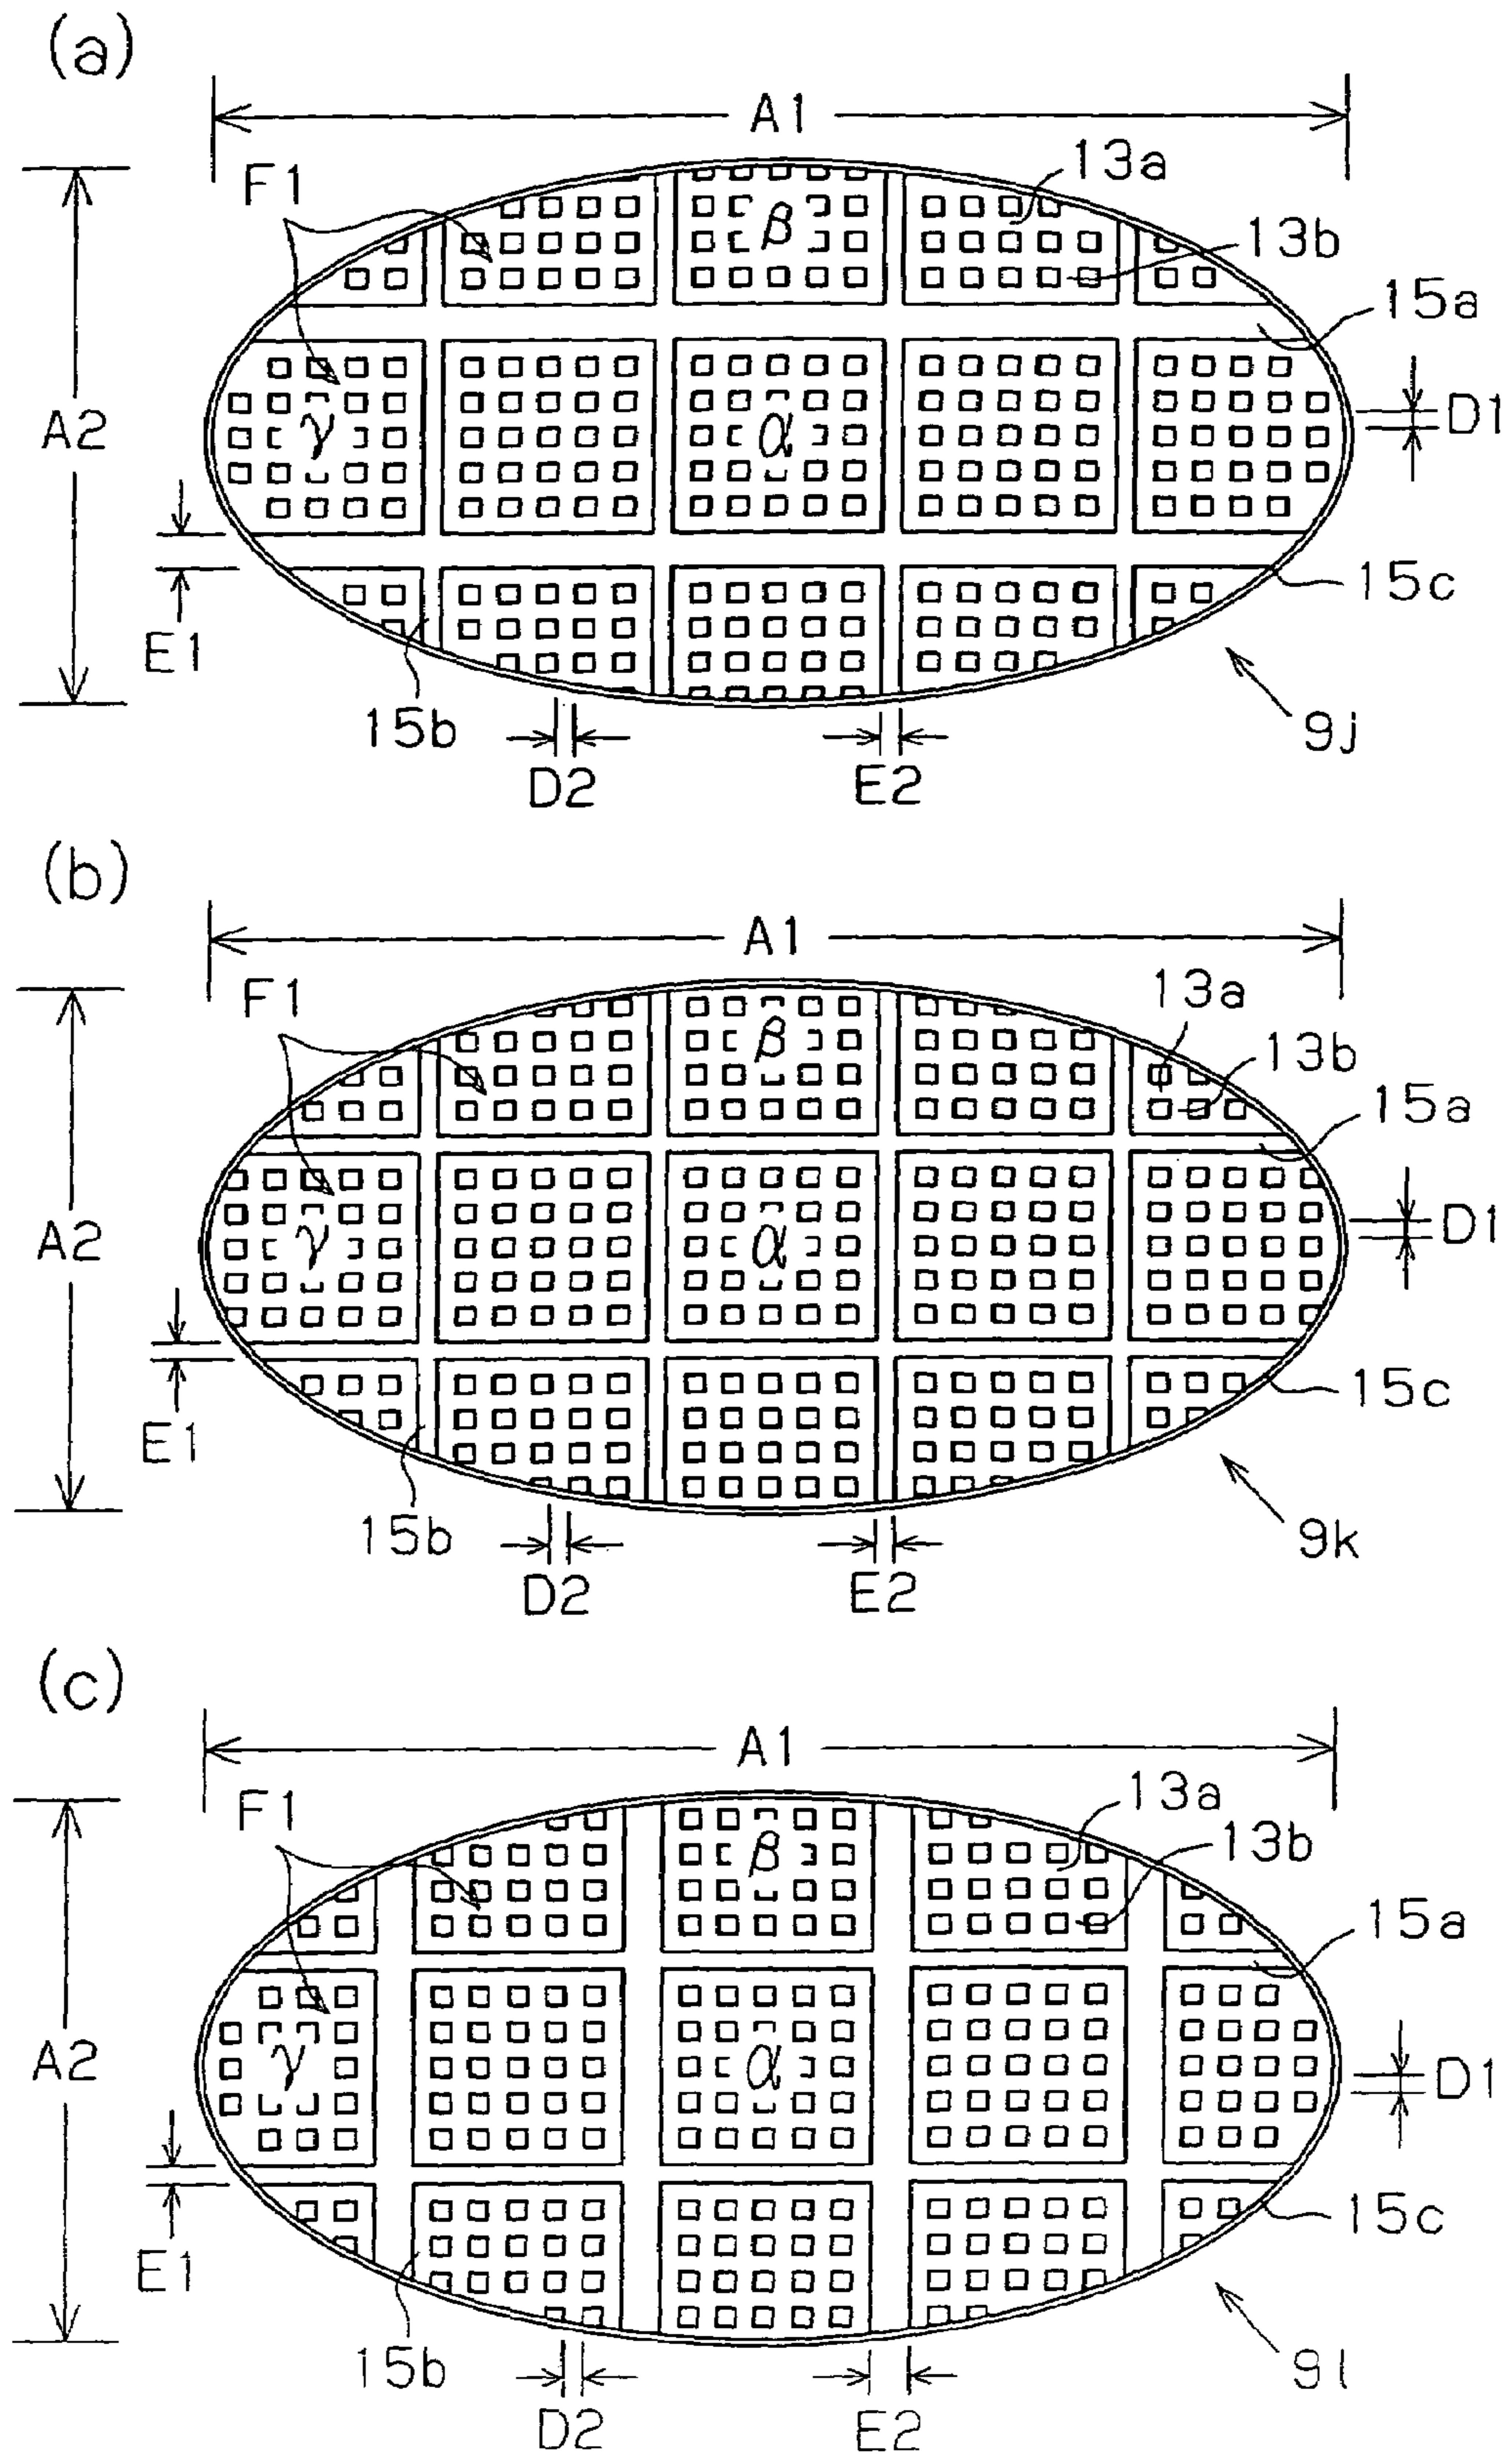 (a)
A1
F1
13a
β
13b
15a
A2
γ
α
D1
E1
15c
15b
9j
D2
E2
(b)
A1
F1
13a
β
13b
15a
A2
γ
α
D1
E1
15c
15b
9k
D2
E2
(c)
A1
F1
13a
β
13b
15a
A2
γ
α
D1
E1
15c
15b
9l
D2
E2